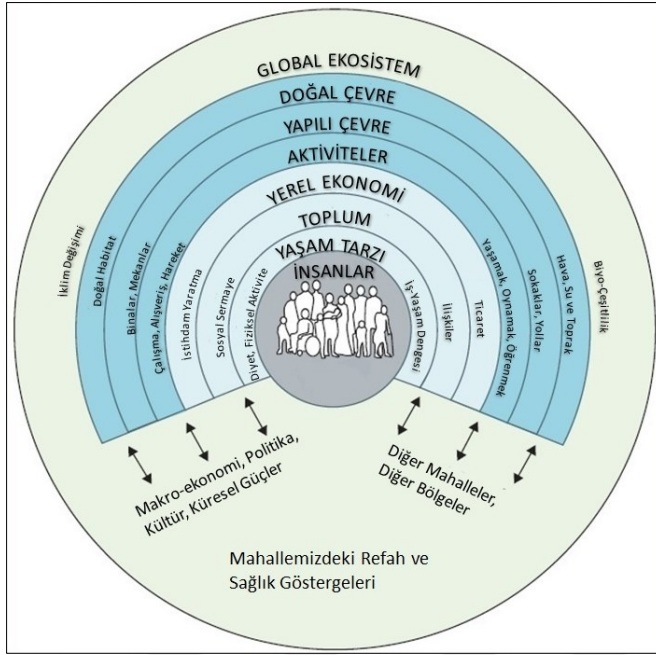 GLOBAL EKOSİSTEM
DOĞAL ÇEVRE
YAPILI ÇEVRE
AKTİVİTELER
YEREL EKONOMİ
TOPLUM
YAŞAM TARZI
İNSANLAR
İklim Değişimi
Doğal Habitat
Binalar, Mekanlar
Çalışma, Alışveriş, Hareket
İstihdam Yaratma
Sosyal Sermaye
Diyet, Fiziksel Aktivite
İş-Yaşam Dengesi
İlişkiler
Ticaret
Yaşamak, Oynamak, Öğrenmek
Sokaklar, Yollar
Hava, Su ve Toprak
Biyo-Çeşitlilik
Makro-ekonomi, Politika,
Kültür, Küresel Güçler
Diğer Mahalleler,
Diğer Bölgeler
Mahallemizdeki Refah ve
Sağlık Göstergeleri